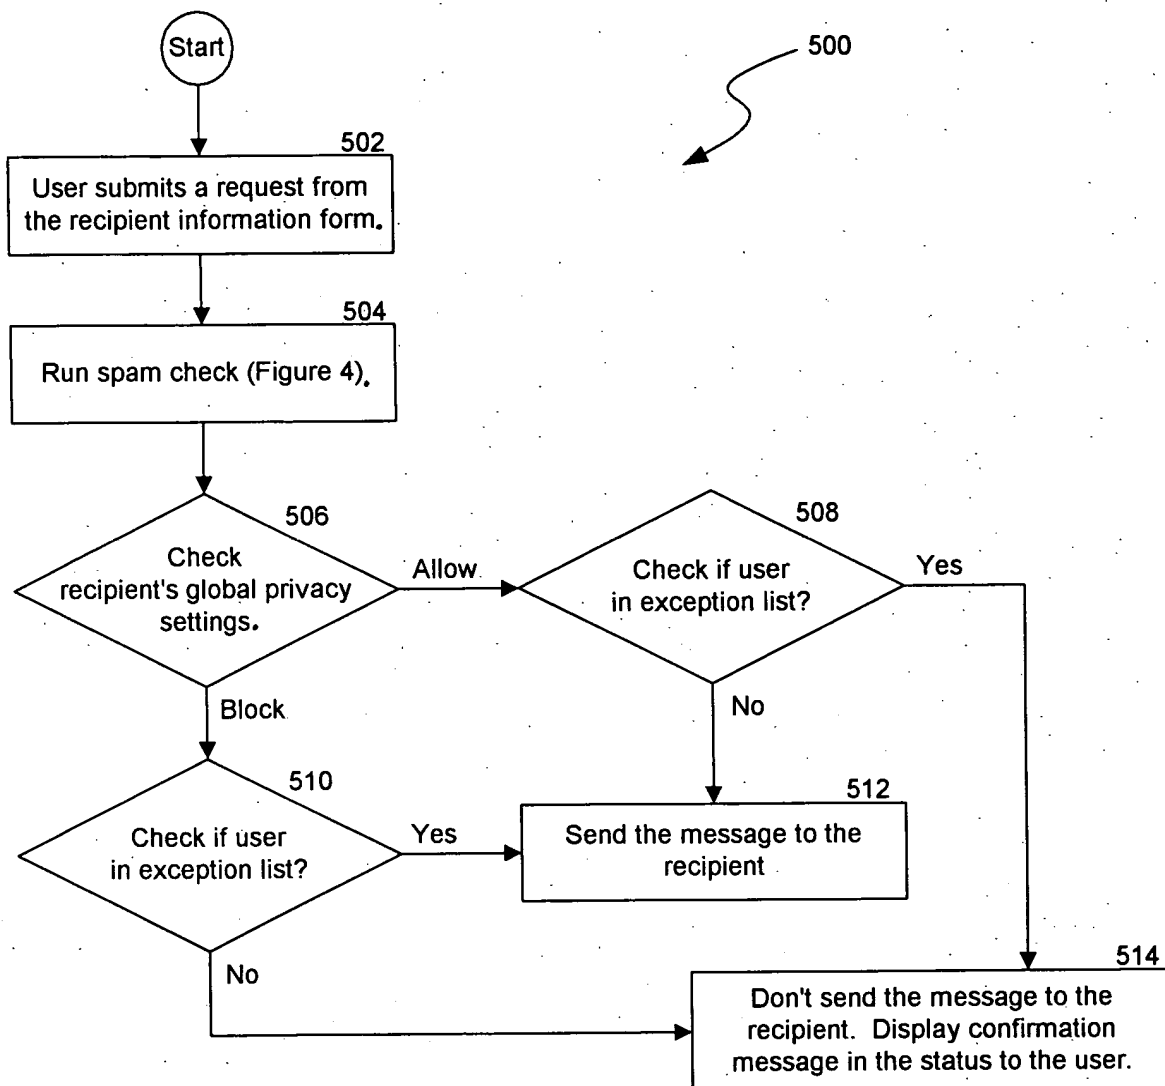 Start
500
502
User submits a request from
the recipient information form.
504
Run spam check (Figure 4).
506
Check
recipient's global privacy
settings.
Allow
508
Check if user
in exception list?
Yes
Block
No
510
Check if user
in exception list?
Yes
512
Send the message to the
recipient
No
514
Don't send the message to the
recipient. Display confirmation
message in the status to the user.